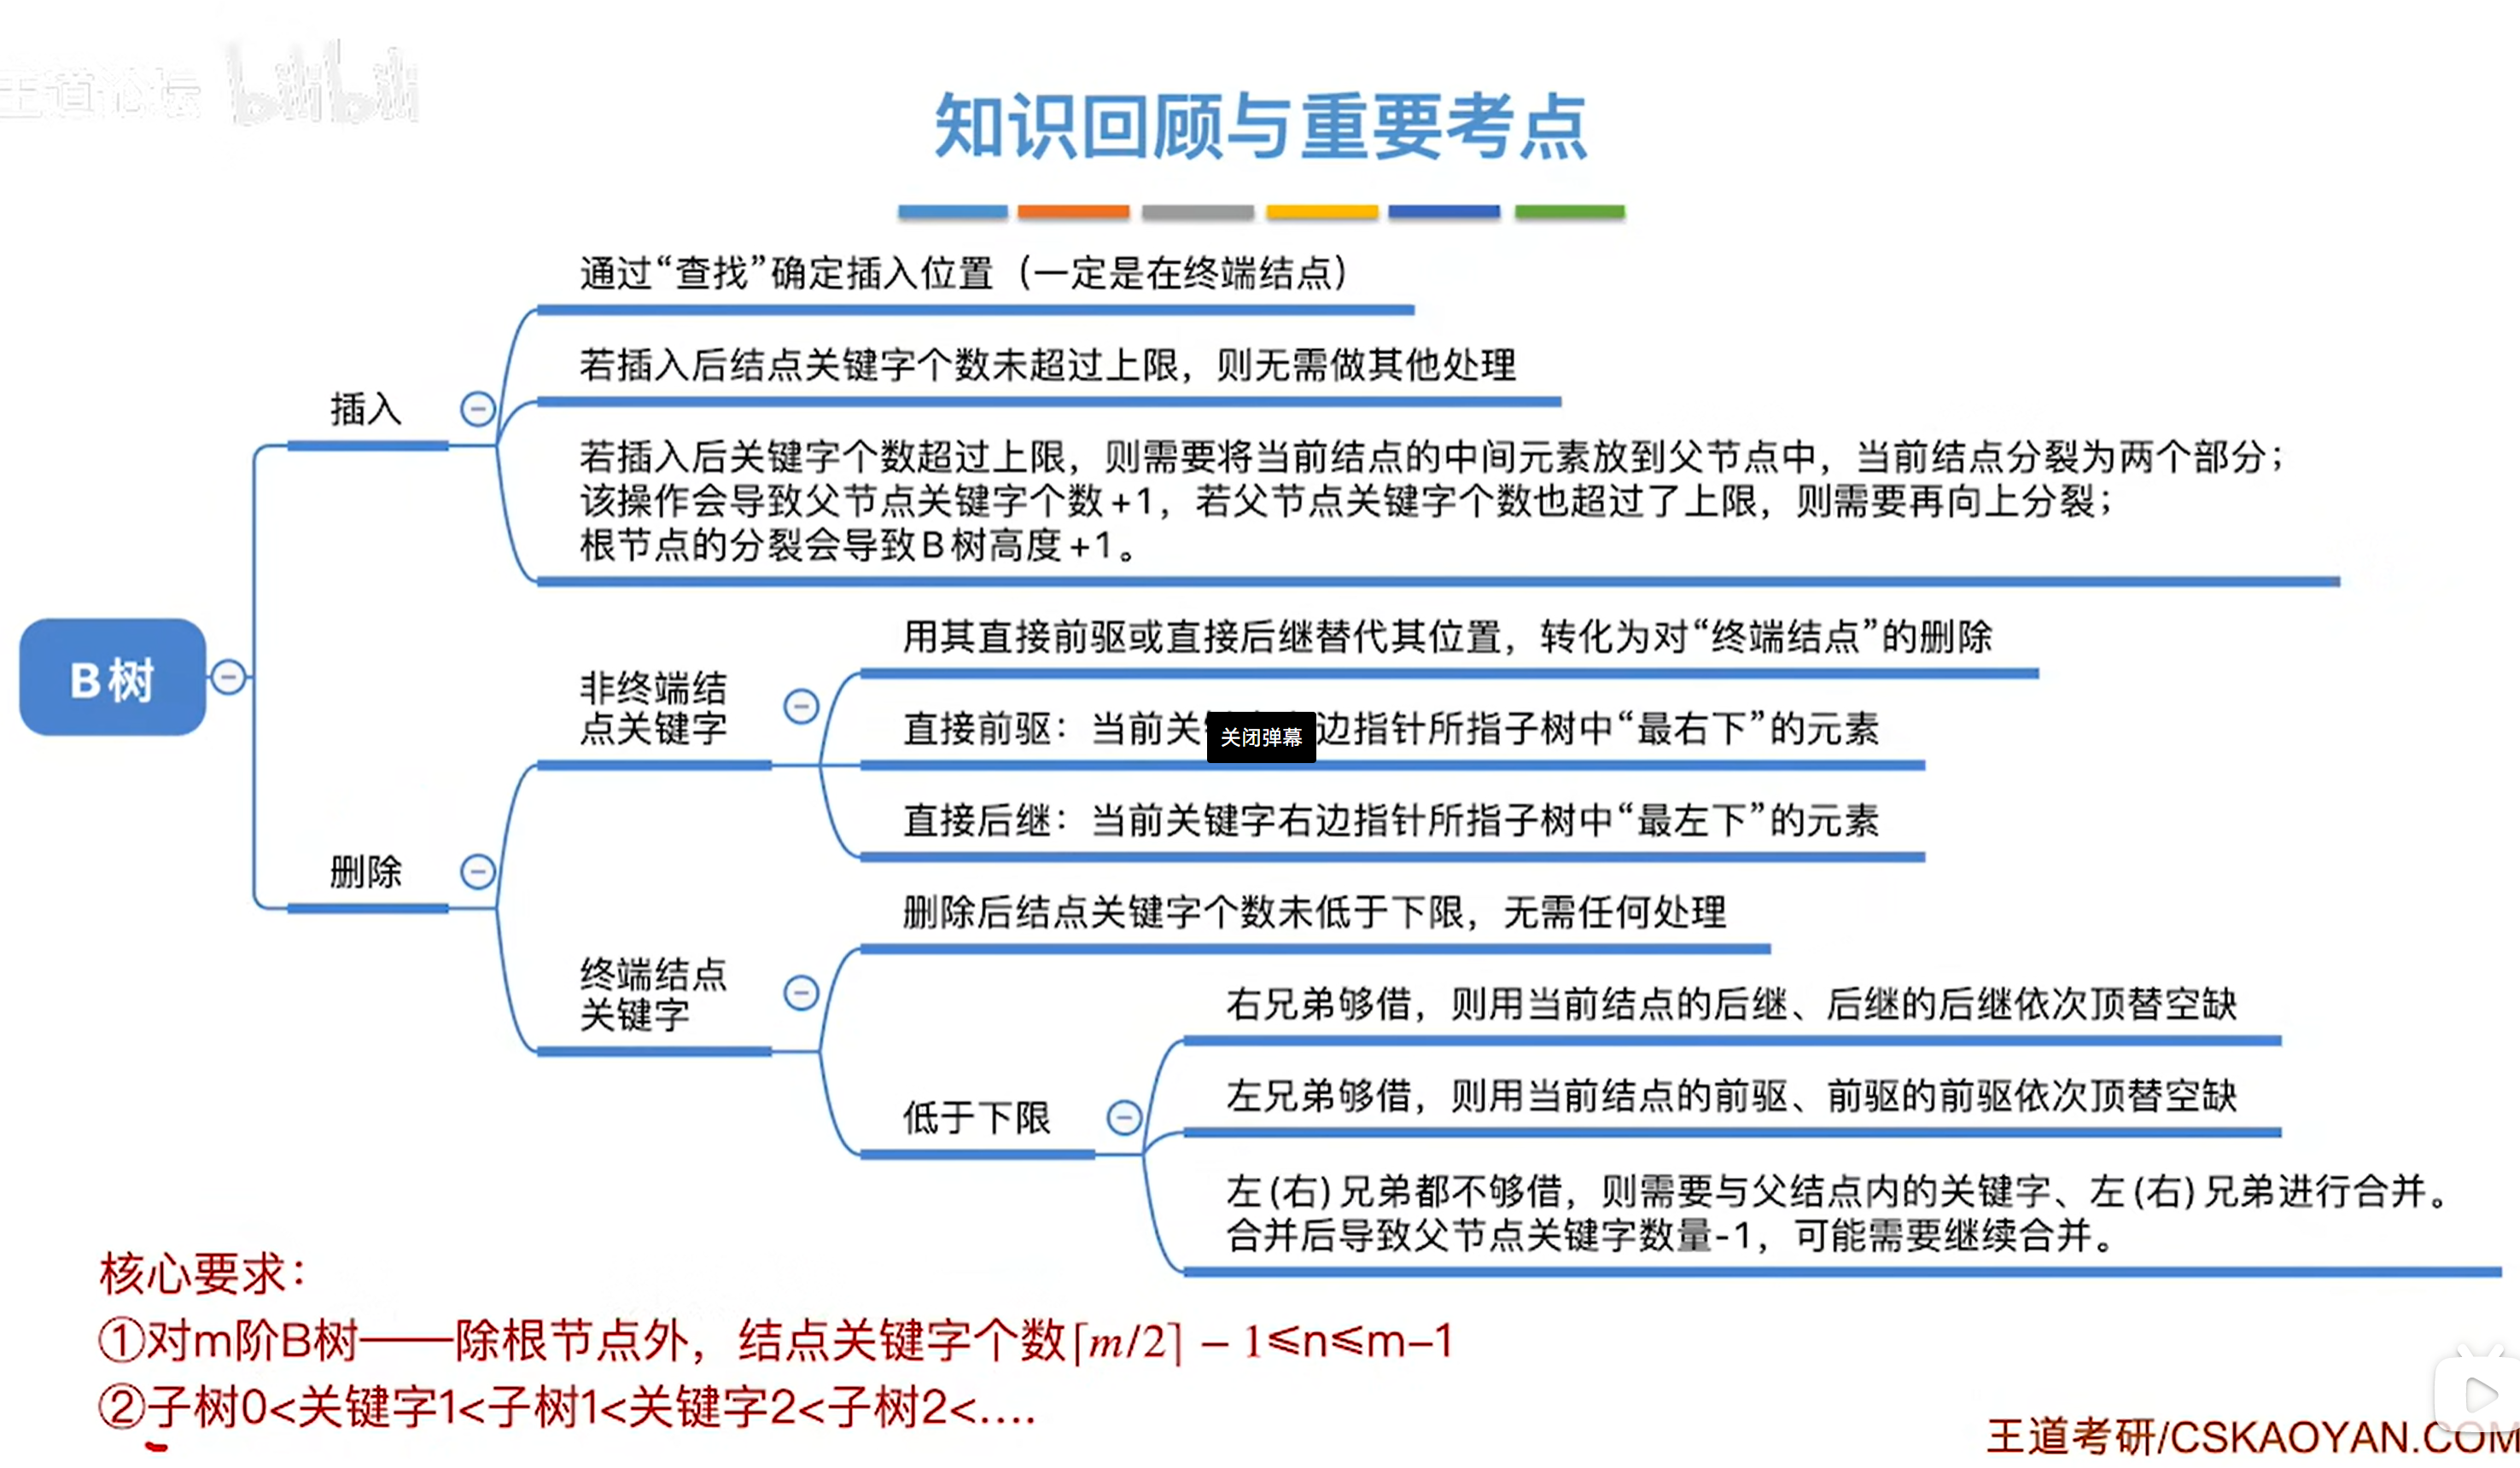 王道论坛 bilibili
知识回顾与重要考点
通过“查找”确定插入位置（一定是在终端结点）
若插入后结点关键字个数未超过上限，则无需做其他处理
插入
若插入后关键字个数超过上限，则需要将当前结点的中间元素放到父节点中，当前结点分裂为两个部分；
该操作会导致父节点关键字个数+1，若父节点关键字个数也超过了上限，则需要再向上分裂；
根节点的分裂会导致B树高度+1。
B树
用其直接前驱或直接后继替代其位置，转化为对“终端结点”的删除
非终端结
点关键字
直接前驱：当前关 边指针所指子树中“最右下”的元素
关闭弹幕
直接后继：当前关键字右边指针所指子树中“最左下”的元素
删除
删除后结点关键字个数未低于下限，无需任何处理
终端结点
关键字
右兄弟够借，则用当前结点的后继、后继的后继依次顶替空缺
左兄弟够借，则用当前结点的前驱、前驱的前驱依次顶替空缺
低于下限
左(右)兄弟都不够借，则需要与父结点内的关键字、左(右)兄弟进行合并。
合并后导致父节点关键字数量-1，可能需要继续合并。
核心要求：
①对m阶B树——除根节点外，结点关键字个数⌈m/2⌉ − 1≤n≤m–1
②子树0<关键字1<子树1<关键字2<子树2<....
王道考研/CSKAOYAN.COM